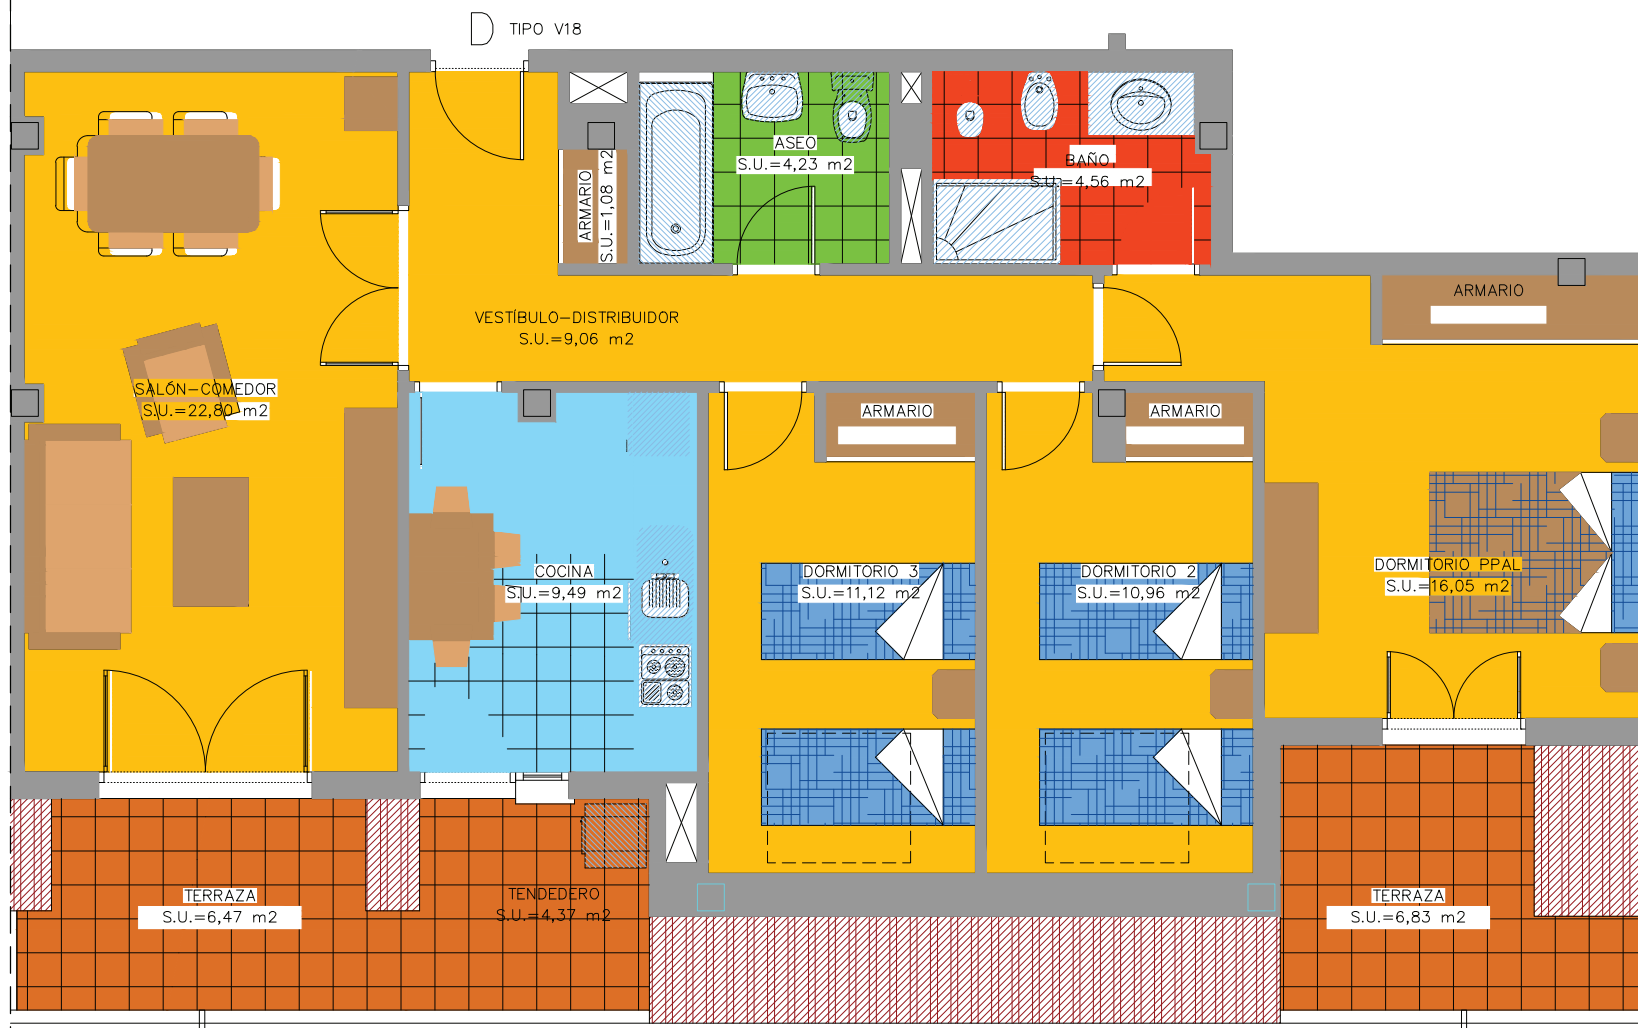 D TIPO V18
ASEO
S.U.=4,23 m2
BAÑO
S.U.=4,56 m2
ARMARIO
S.U.=1,08 m2
ARMARIO
VESTÍBULO-DISTRIBUIDOR
S.U.=9,06 m2
SALÓN-COMEDOR
S.U.=22,80 m2
ARMARIO
ARMARIO
COCINA
S.U.=9,49 m2
DORMITORIO 3
S.U.=11,12 m2
DORMITORIO 2
S.U.=10,96 m2
DORMITORIO PPAL
S.U.=16,05 m2
TERRAZA
S.U.=6,47 m2
TENDEDERO
S.U.=4,37 m2
TERRAZA
S.U.=6,83 m2